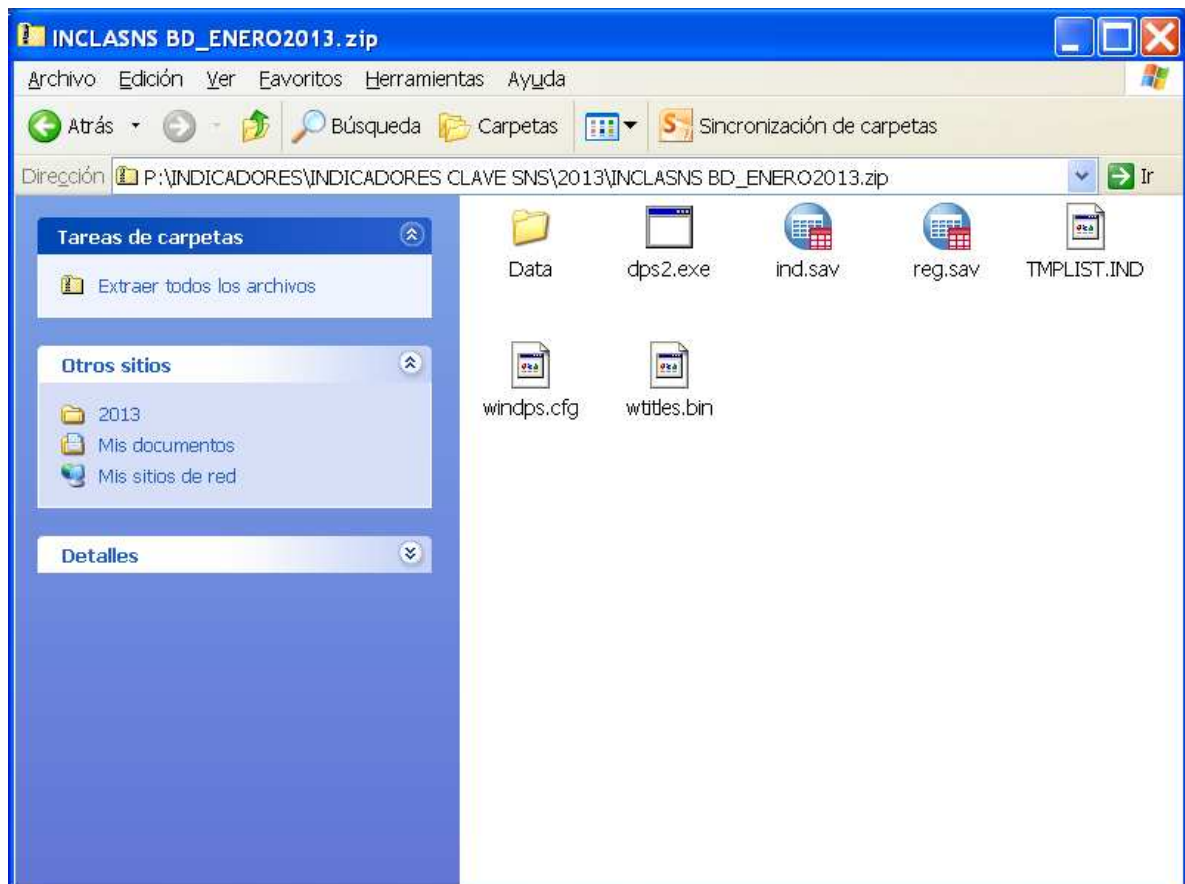 INCLASNS BD_ENERO2013.zip
Archivo Edición Ver Favoritos Herramientas Ayuda
Atrás Búsqueda Carpetas Sincronización de carpetas
Dirección P:\INDICADORES\INDICADORES CLAVE SNS\2013\INCLASNS BD_ENERO2013.zip Ir
Tareas de carpetas
Extraer todos los archivos
Otros sitios
2013
Mis documentos
Mis sitios de red
Detalles
Data dps2.exe ind.sav reg.sav TMPLIST.IND
windps.cfg wtitles.bin